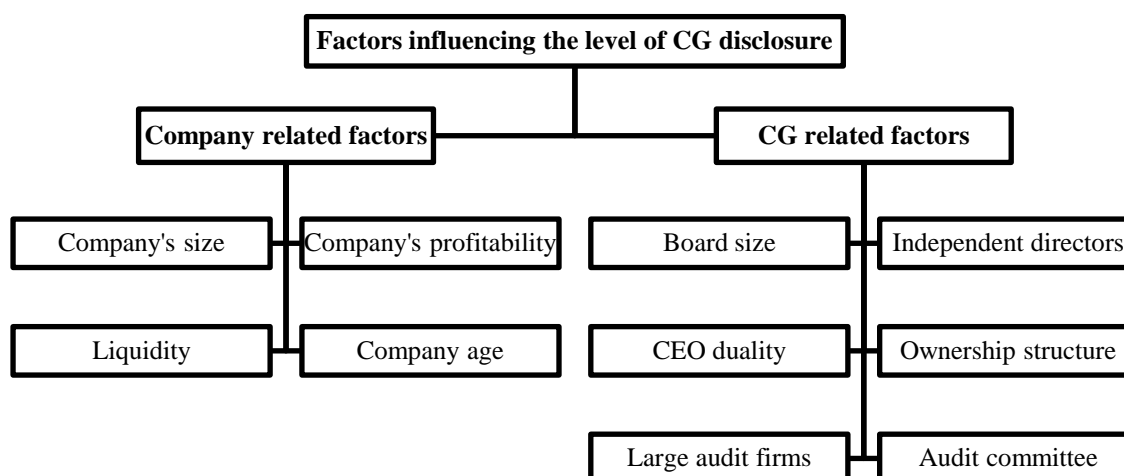 Factors influencing the level of CG disclosure
Company related factors
CG related factors
Company's size
Company's profitability
Board size
Independent directors
Liquidity
Company age
CEO duality
Ownership structure
Large audit firms
Audit committee